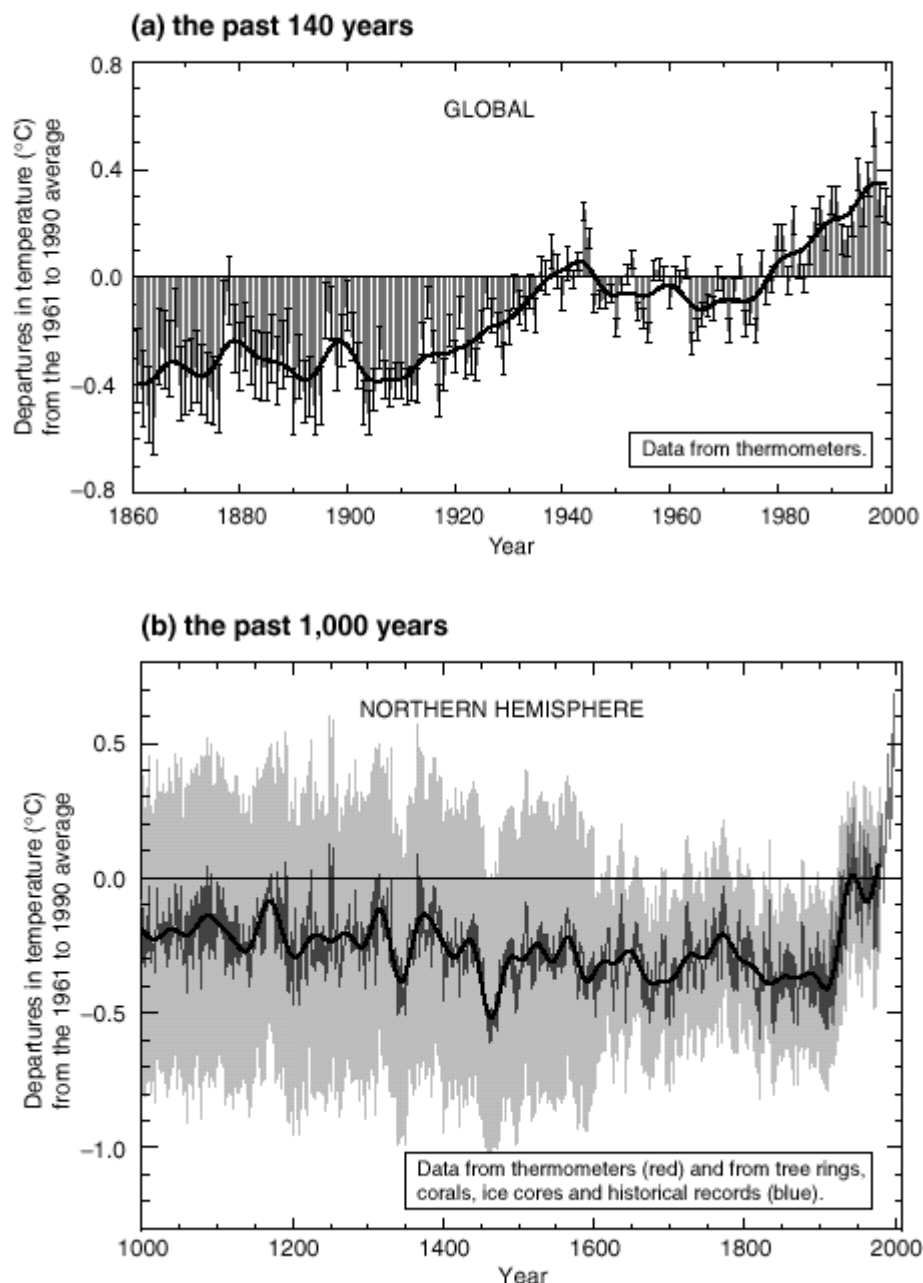 (a) the past 140 years
0.8
GLOBAL
0.4
0.0
−0.4
−0.8
Departures in temperature (°C)
from the 1961 to 1990 average
Data from thermometers.
1860 1880 1900 1920 1940 1960 1980 2000
Year
(b) the past 1,000 years
NORTHERN HEMISPHERE
0.5
0.0
−0.5
−1.0
Departures in temperature (°C)
from the 1961 to 1990 average
Data from thermometers (red) and from tree rings,
corals, ice cores and historical records (blue).
1000 1200 1400 1600 1800 2000
Year